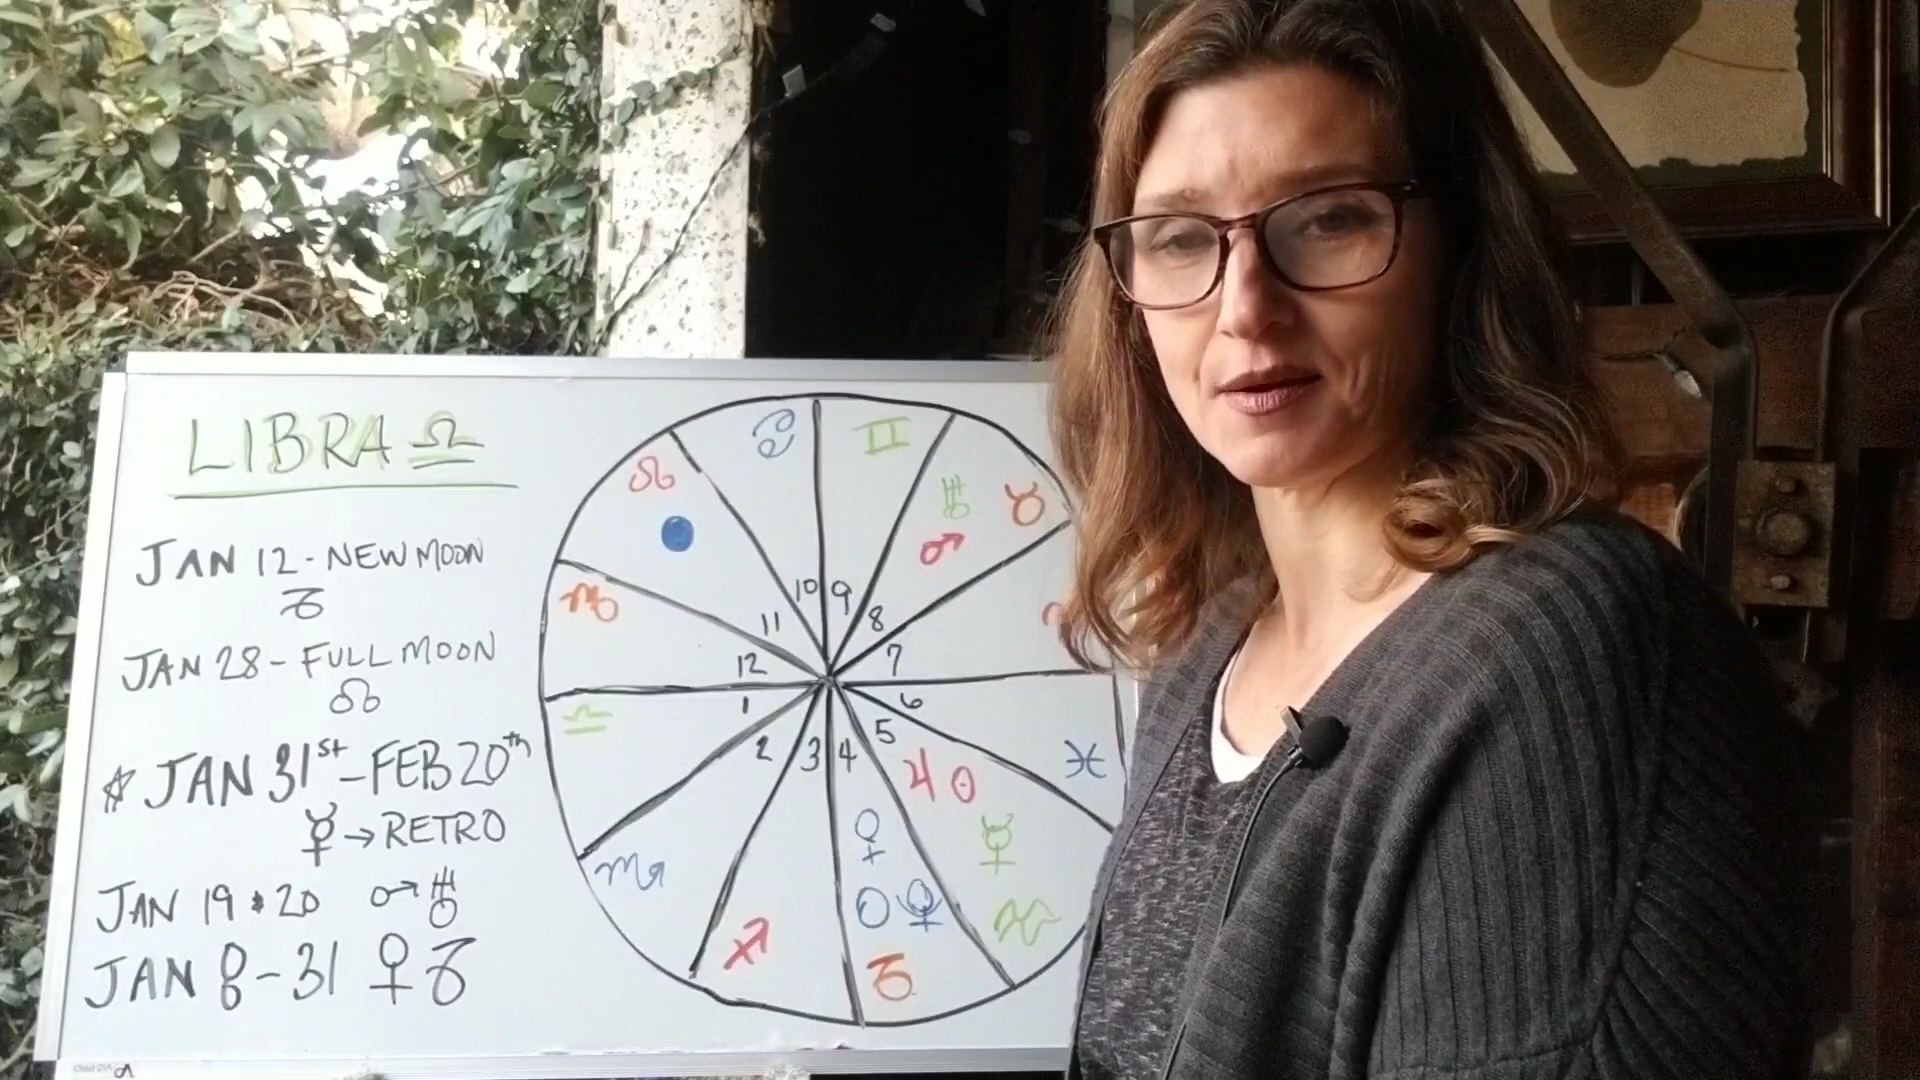 LIBRA ♎
JAN 12 - NEW MOON
♑
JAN 28 - FULL MOON
♌
☆ JAN 31st - FEB 20th
☿ → RETRO
JAN 19 & 20 ♂ ♅
JAN 8 - 31 ♀ ♑
♋ ♊
♌ ♅ ♉
♂
♍ 10 9
11 8
12 7
♎ 1 6
2 3 4 5
♃ ☉ ♓
♀ ☿
♏
♐ ♒
♑